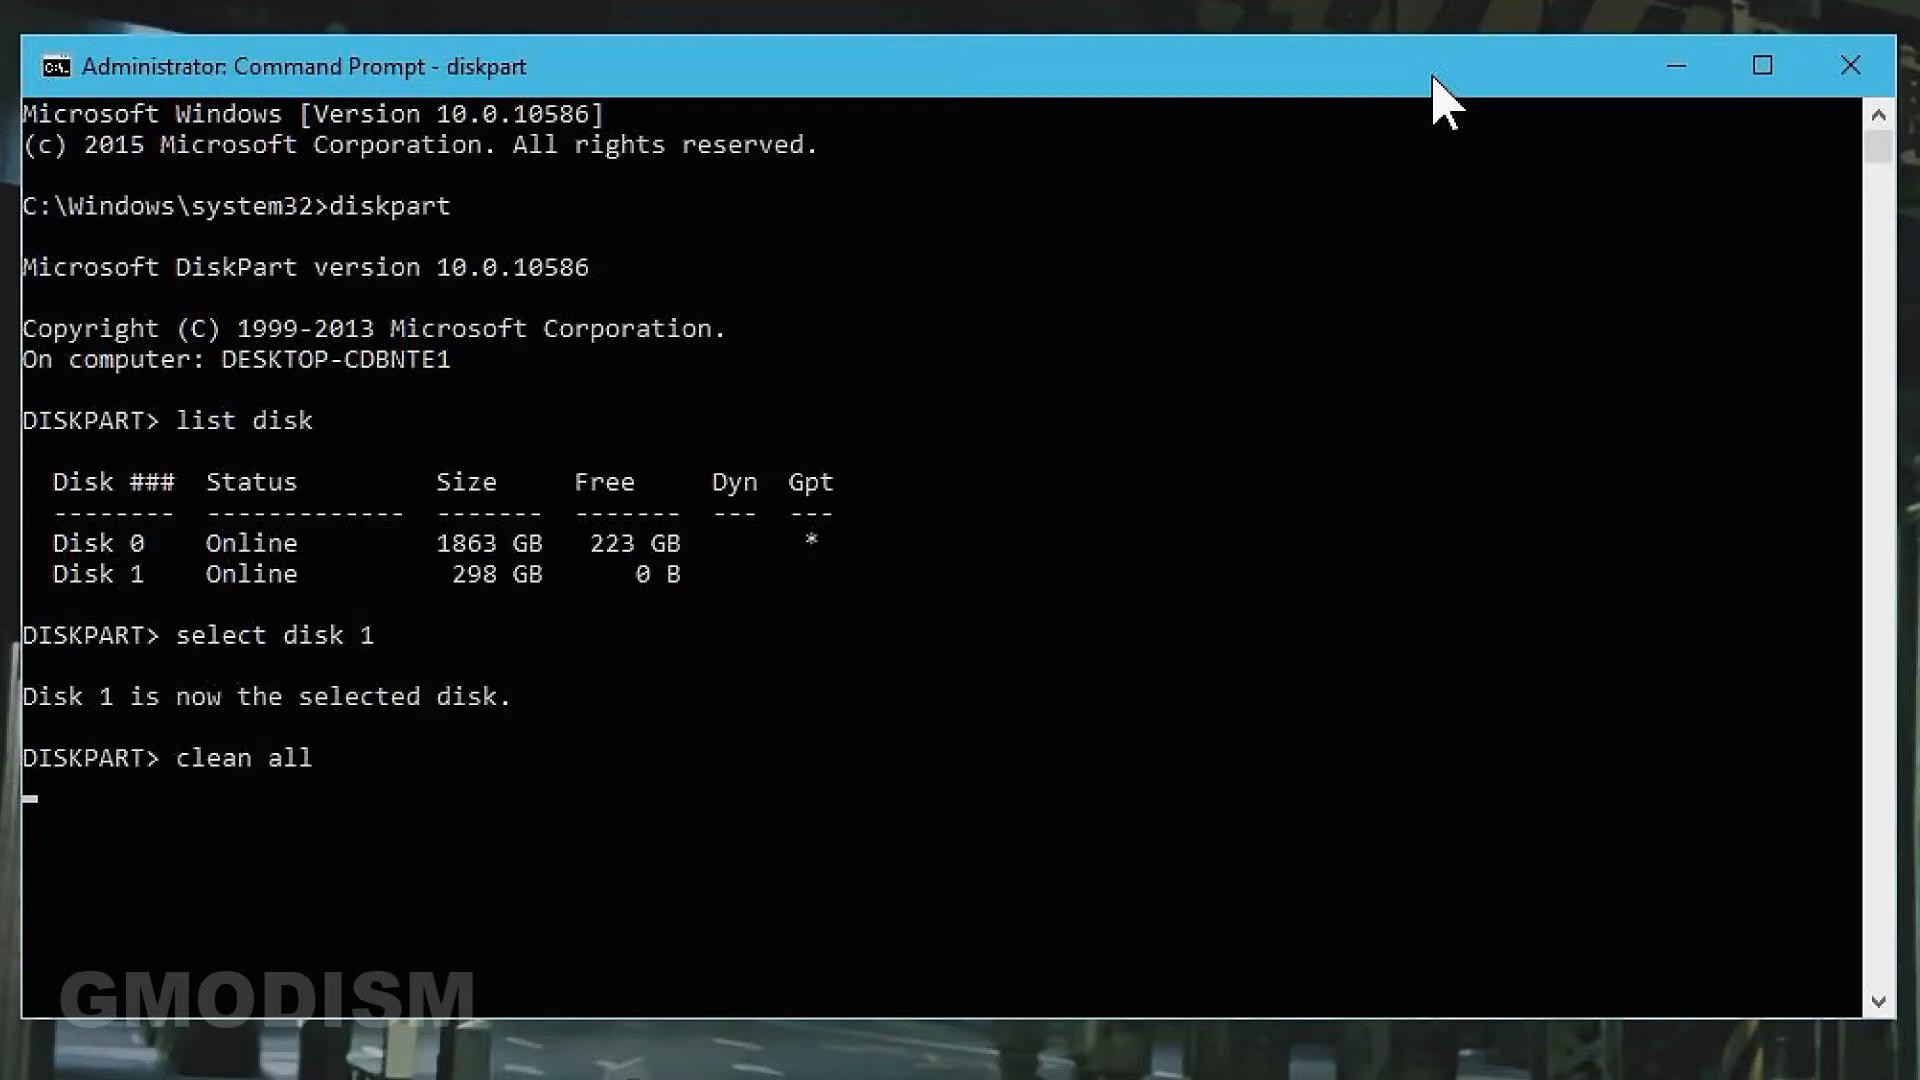 Administrator: Command Prompt - diskpart
Microsoft Windows [Version 10.0.10586]
(c) 2015 Microsoft Corporation. All rights reserved.
C:\Windows\system32>diskpart
Microsoft DiskPart version 10.0.10586
Copyright (C) 1999-2013 Microsoft Corporation.
On computer: DESKTOP-CDBNTE1
DISKPART> list disk
  Disk ###  Status         Size     Free     Dyn  Gpt
  --------  -------------  -------  -------  ---  ---
  Disk 0    Online         1863 GB   223 GB        *
  Disk 1    Online          298 GB      0 B
DISKPART> select disk 1
Disk 1 is now the selected disk.
DISKPART> clean all
GMODISM